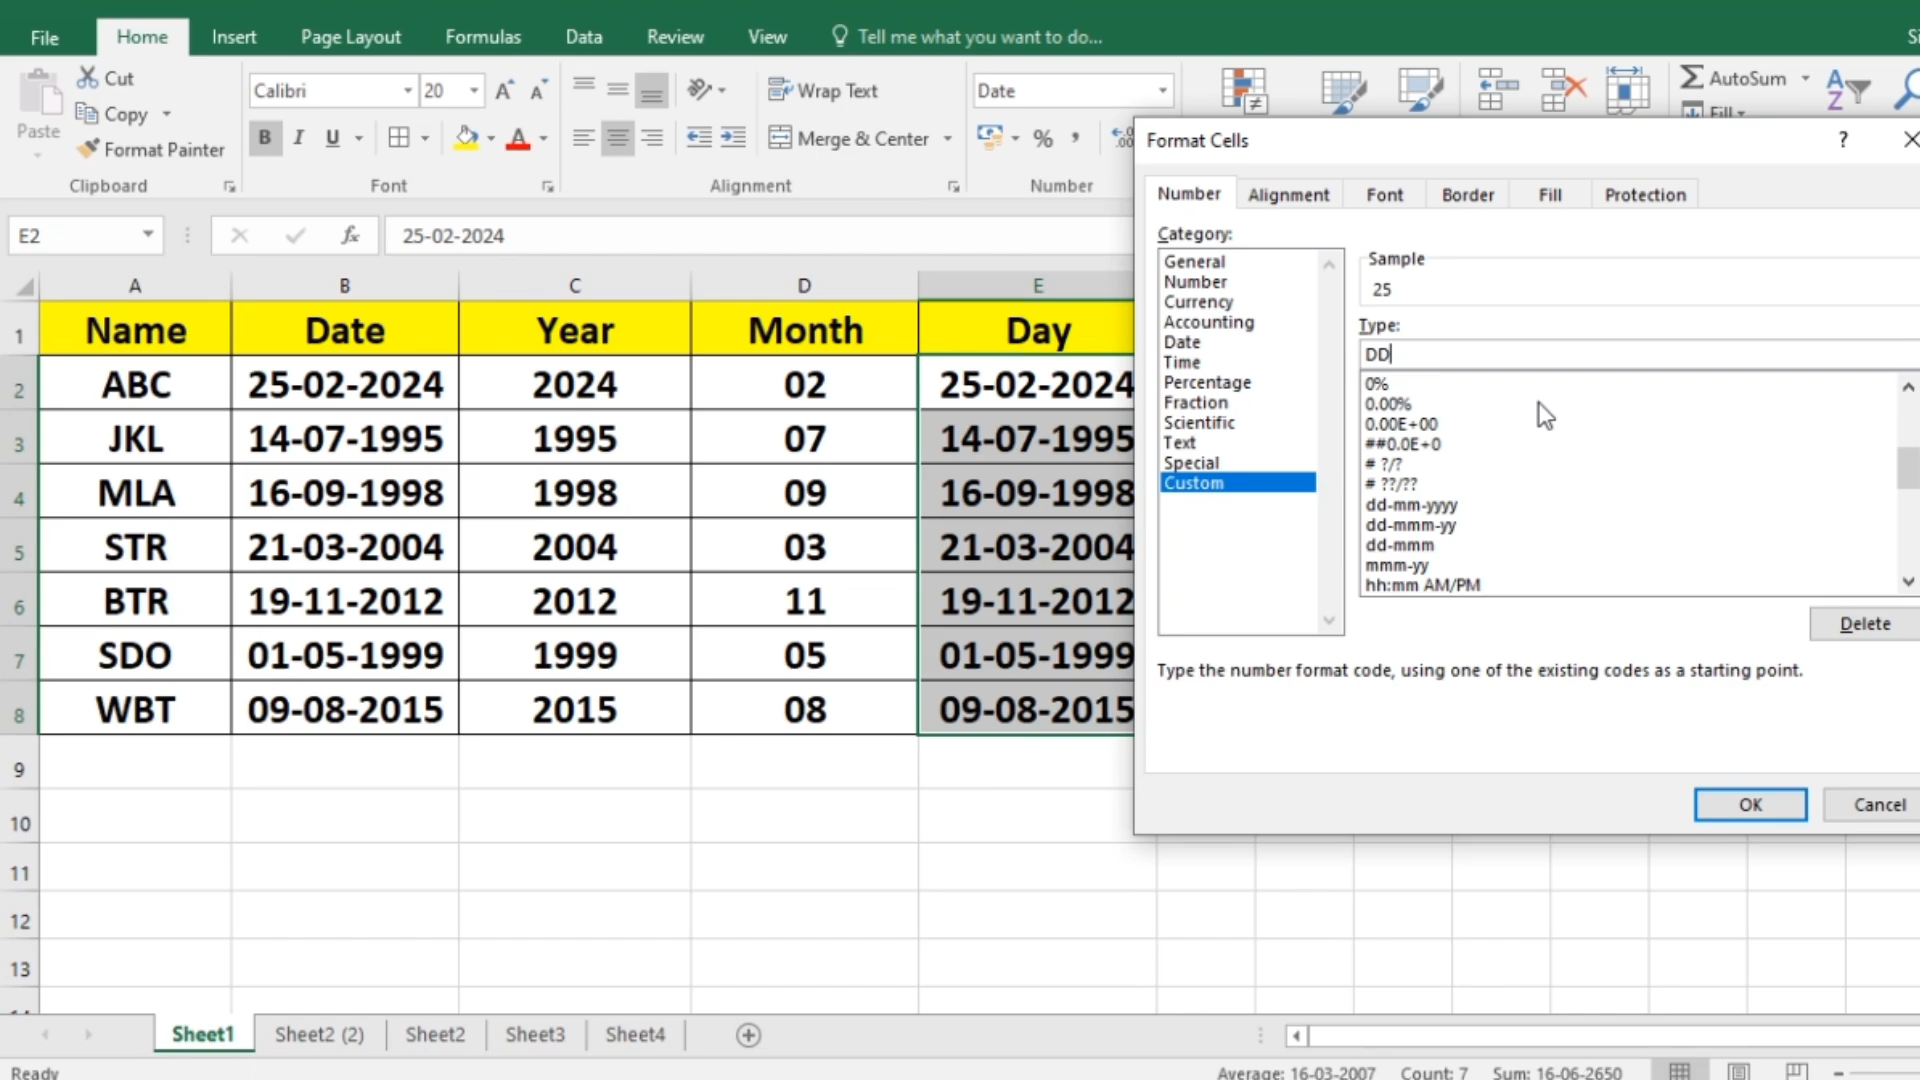 File Home Insert Page Layout Formulas Data Review View Tell me what you want to do...
Paste Cut Copy Format Painter Clipboard
Calibri 20 A A B I U A Font
Wrap Text Merge & Center Alignment
Date % , Number
AutoSum Fill A Z
E2 fx 25-02-2024
A B C D E
1 Name Date Year Month Day
2 ABC 25-02-2024 2024 02 25-02-2024
3 JKL 14-07-1995 1995 07 14-07-1995
4 MLA 16-09-1998 1998 09 16-09-1998
5 STR 21-03-2004 2004 03 21-03-2004
6 BTR 19-11-2012 2012 11 19-11-2012
7 SDO 01-05-1999 1999 05 01-05-1999
8 WBT 09-08-2015 2015 08 09-08-2015
9
10
11
12
13
Format Cells ?
Number Alignment Font Border Fill Protection
Category:
General
Number
Currency
Accounting
Date
Time
Percentage
Fraction
Scientific
Text
Special
Custom
Sample
25
Type:
DD
0%
0.00%
0.00E+00
##0.0E+0
# ?/?
# ??/??
dd-mm-yyyy
dd-mmm-yy
dd-mmm
mmm-yy
hh:mm AM/PM
Delete
Type the number format code, using one of the existing codes as a starting point.
OK Cancel
Sheet1 Sheet2 (2) Sheet2 Sheet3 Sheet4
Ready Average: 16-03-2007 Count: 7 Sum: 16-06-2650